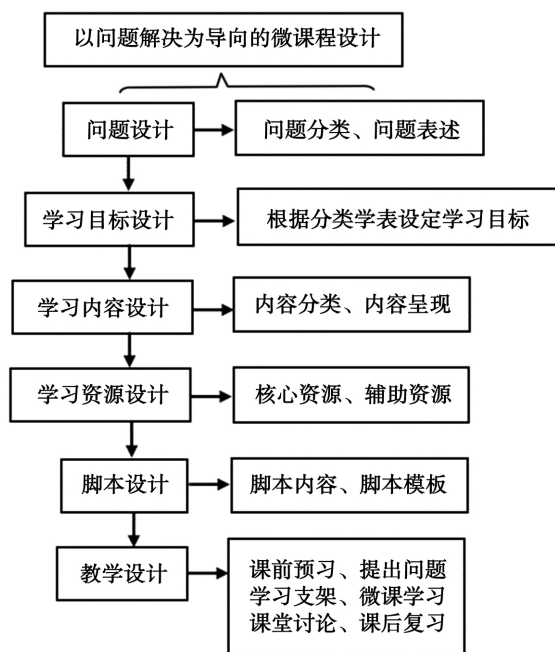 以问题解决为导向的微课程设计
问题设计
问题分类、问题表述
学习目标设计
根据分类学表设定学习目标
学习内容设计
内容分类、内容呈现
学习资源设计
核心资源、辅助资源
脚本设计
脚本内容、脚本模板
教学设计
课前预习、提出问题
学习支架、微课学习
课堂讨论、课后复习